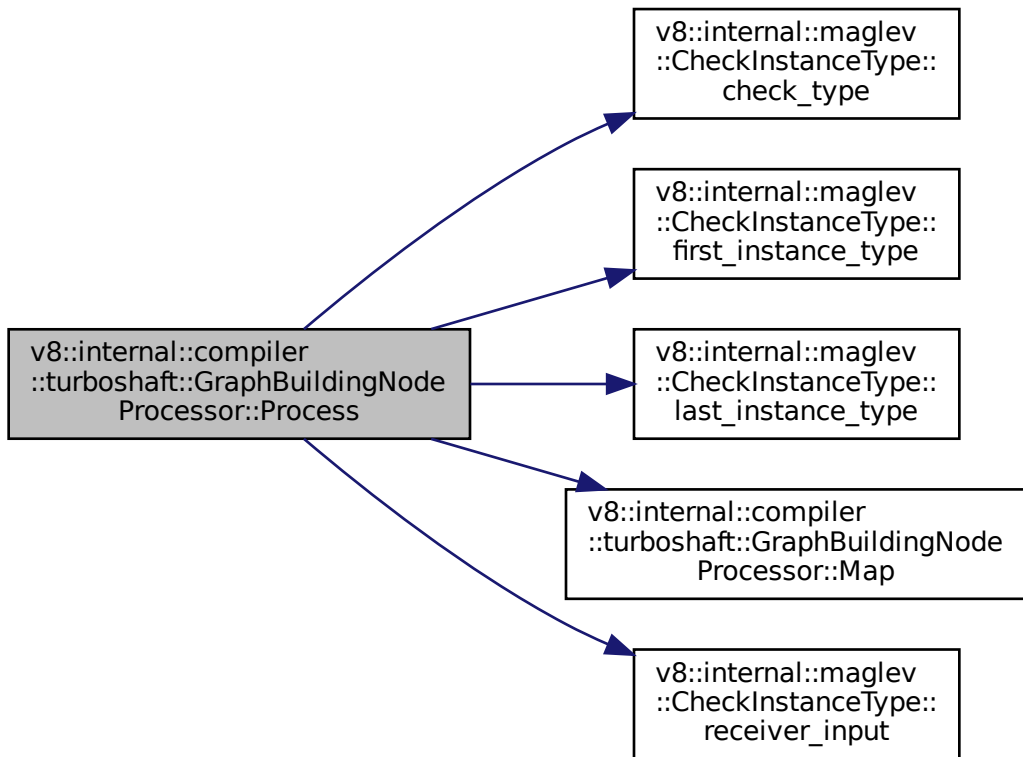 v8::internal::maglev
::CheckInstanceType::
check_type
v8::internal::maglev
::CheckInstanceType::
first_instance_type
v8::internal::compiler
::turboshaft::GraphBuildingNode
Processor::Process
v8::internal::maglev
::CheckInstanceType::
last_instance_type
v8::internal::compiler
::turboshaft::GraphBuildingNode
Processor::Map
v8::internal::maglev
::CheckInstanceType::
receiver_input